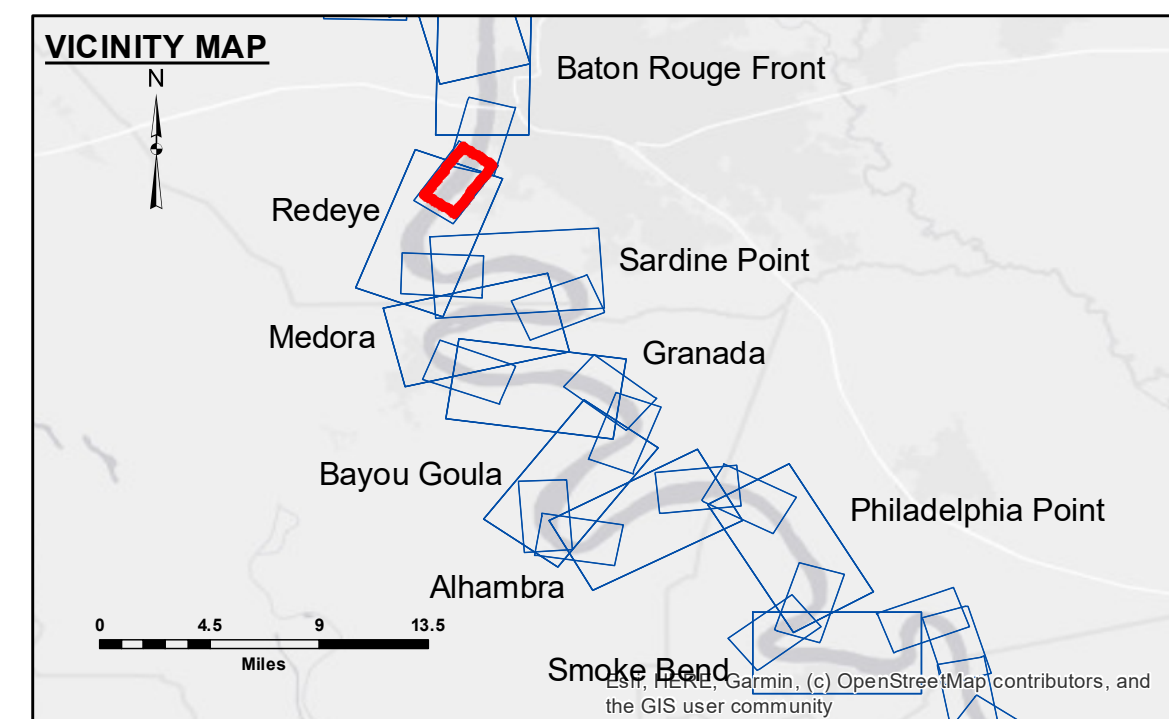 VICINITY MAP
N
Baton Rouge Front
Redeye
Sardine Point
Medora
Granada
Bayou Goula
Philadelphia Point
Alhambra
0 4.5 9 13.5
Miles
Smoke Bend
Esri, HERE, Garmin, (c) OpenStreetMap contributors, and
the GIS user community